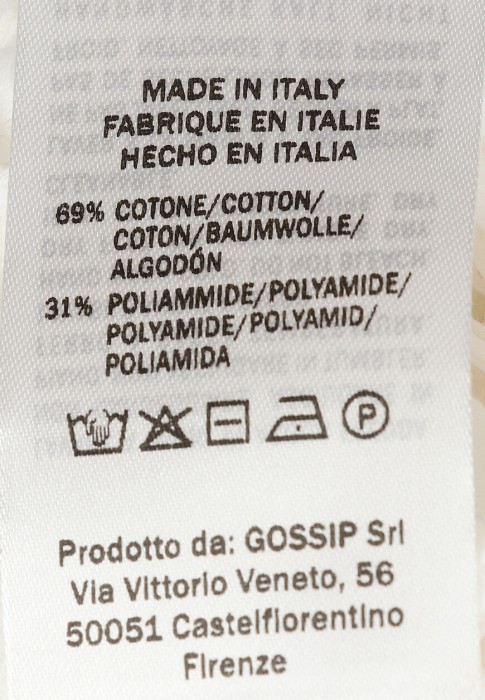 MADE IN ITALY
FABRIQUE EN ITALIE
HECHO EN ITALIA
69% COTONE/COTTON/
COTON/BAUMWOLLE/
ALGODÓN
31% POLIAMMIDE/POLYAMIDE/
POLYAMIDE/POLYAMID/
POLIAMIDA
P
Prodotto da: GOSSIP Srl
Via Vittorio Veneto, 56
50051 Castelfiorentino
Firenze